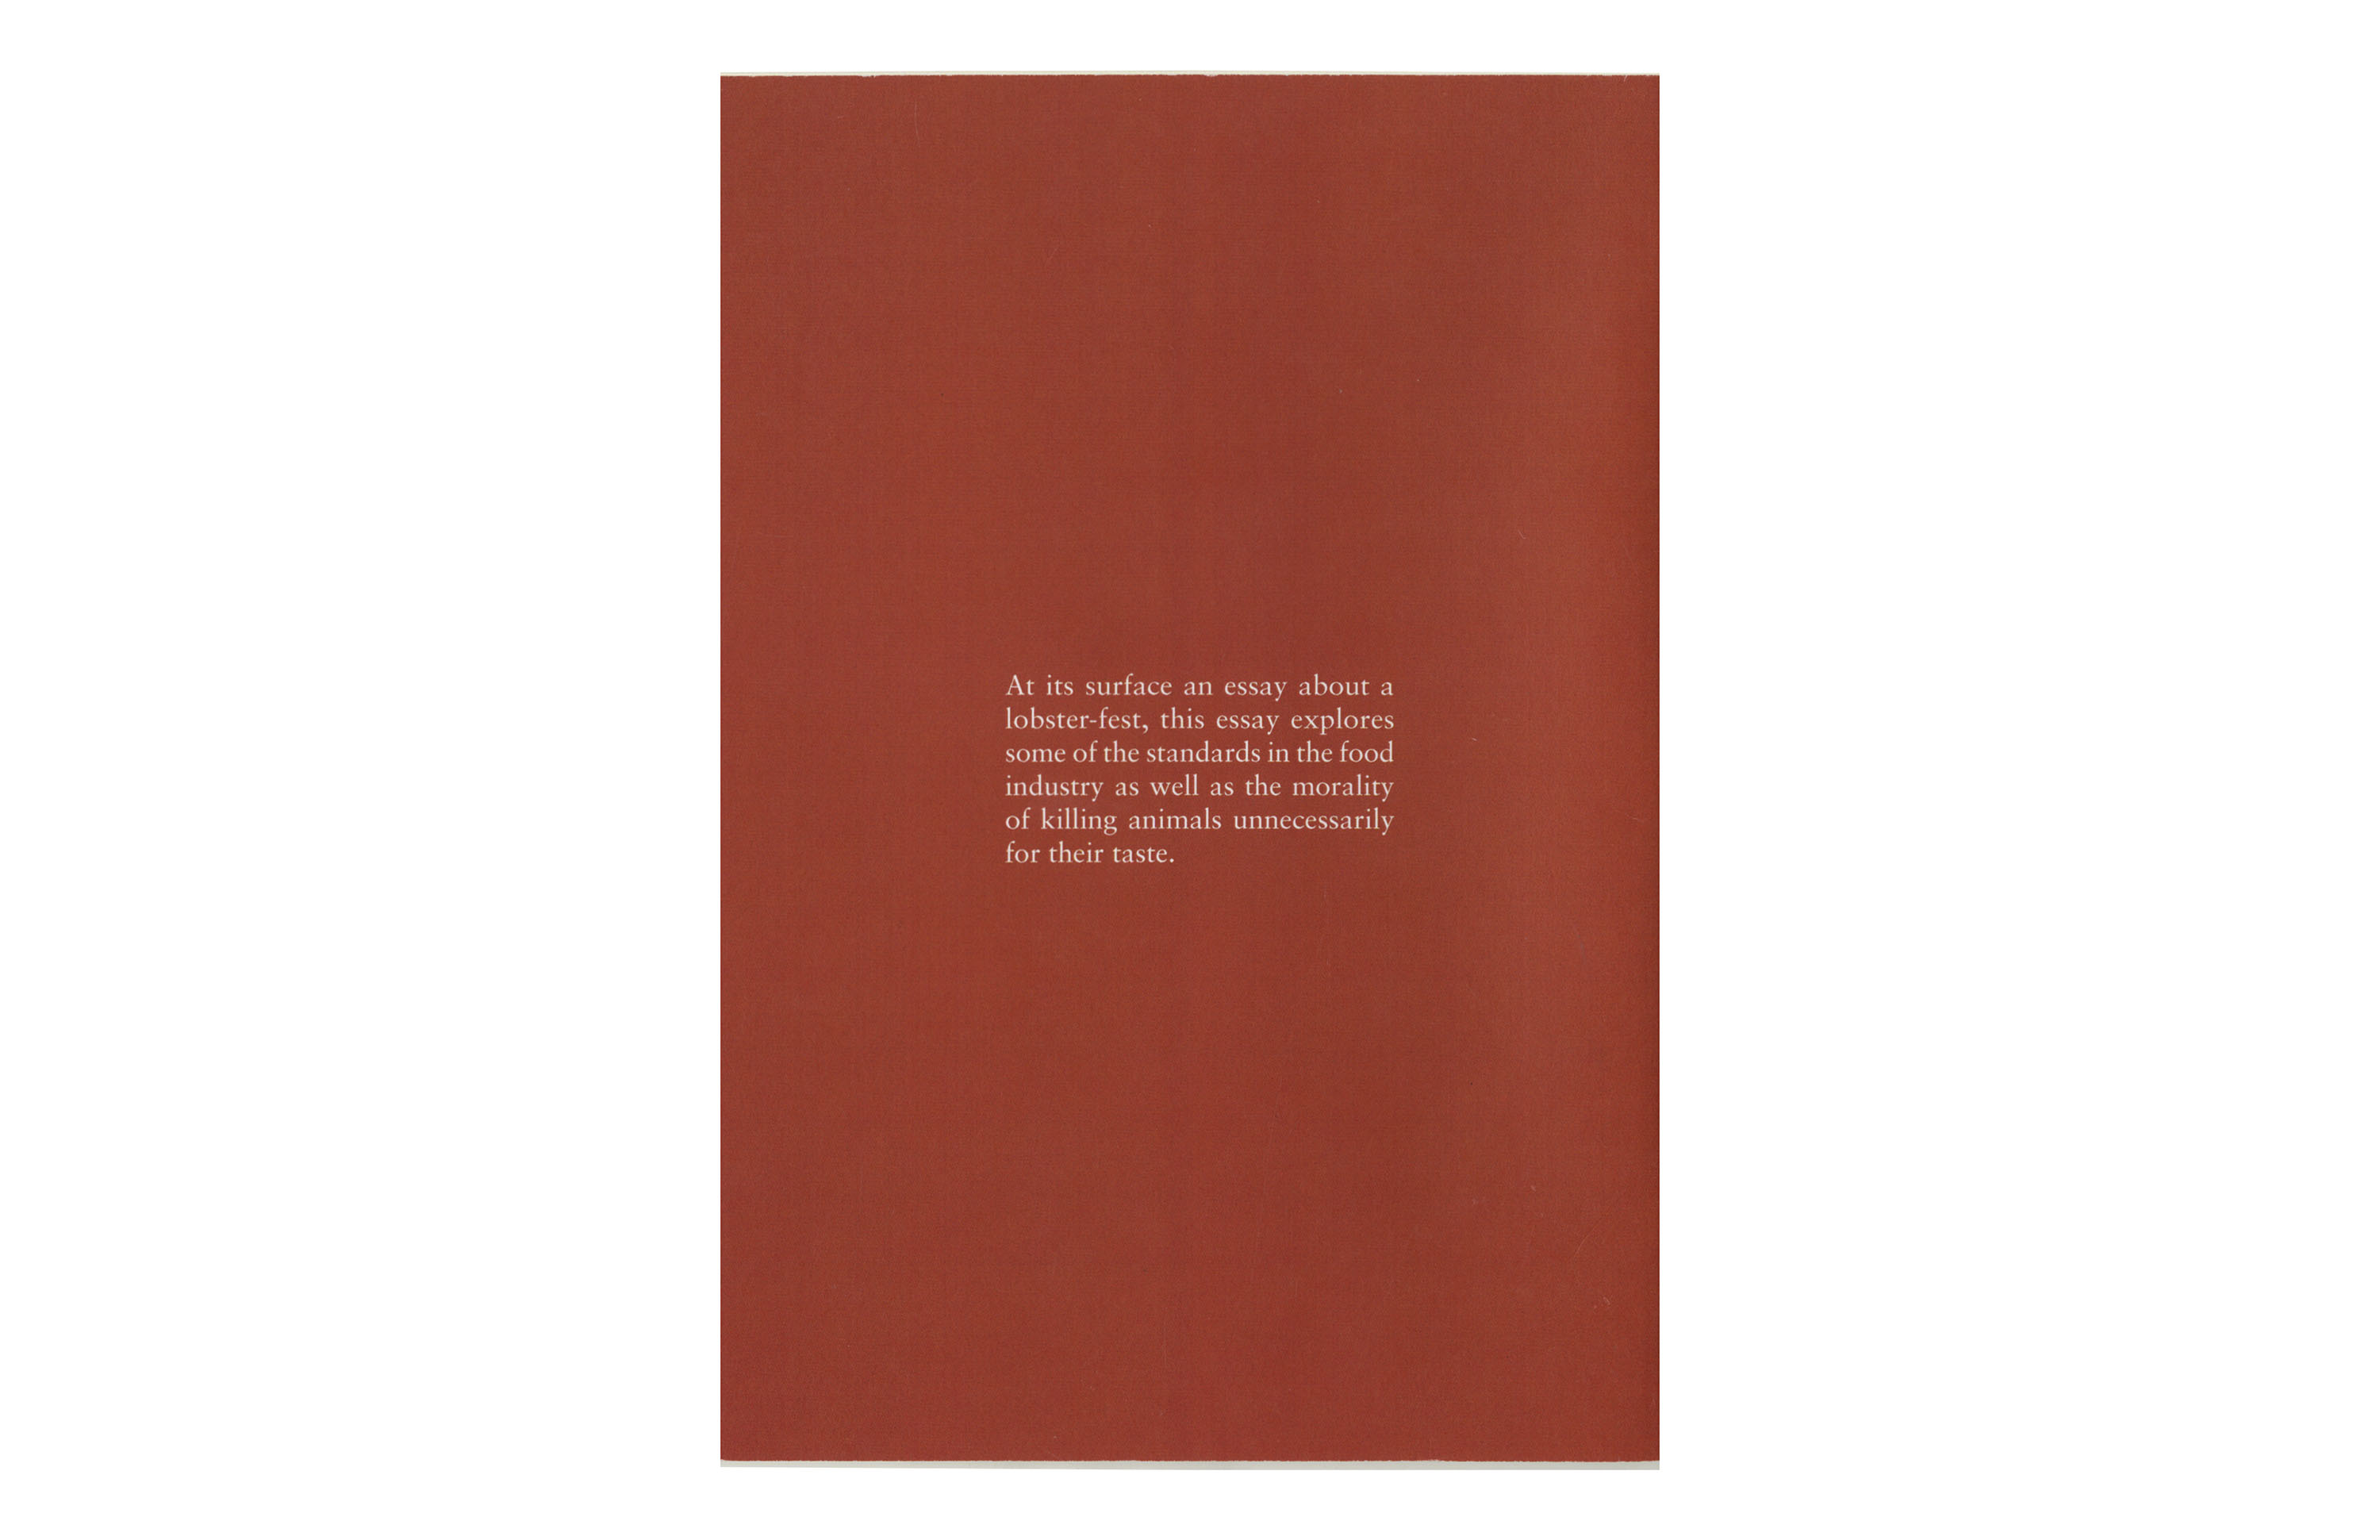 At its surface an essay about a
lobster-fest, this essay explores
some of the standards in the food
industry as well as the morality
of killing animals unnecessarily
for their taste.